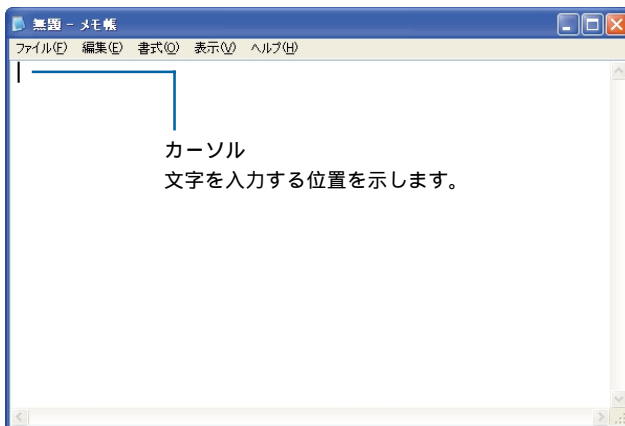 無題 - メモ帳
ファイル(F) 編集(E) 書式(O) 表示(V) ヘルプ(H)
カーソル
文字を入力する位置を示します。